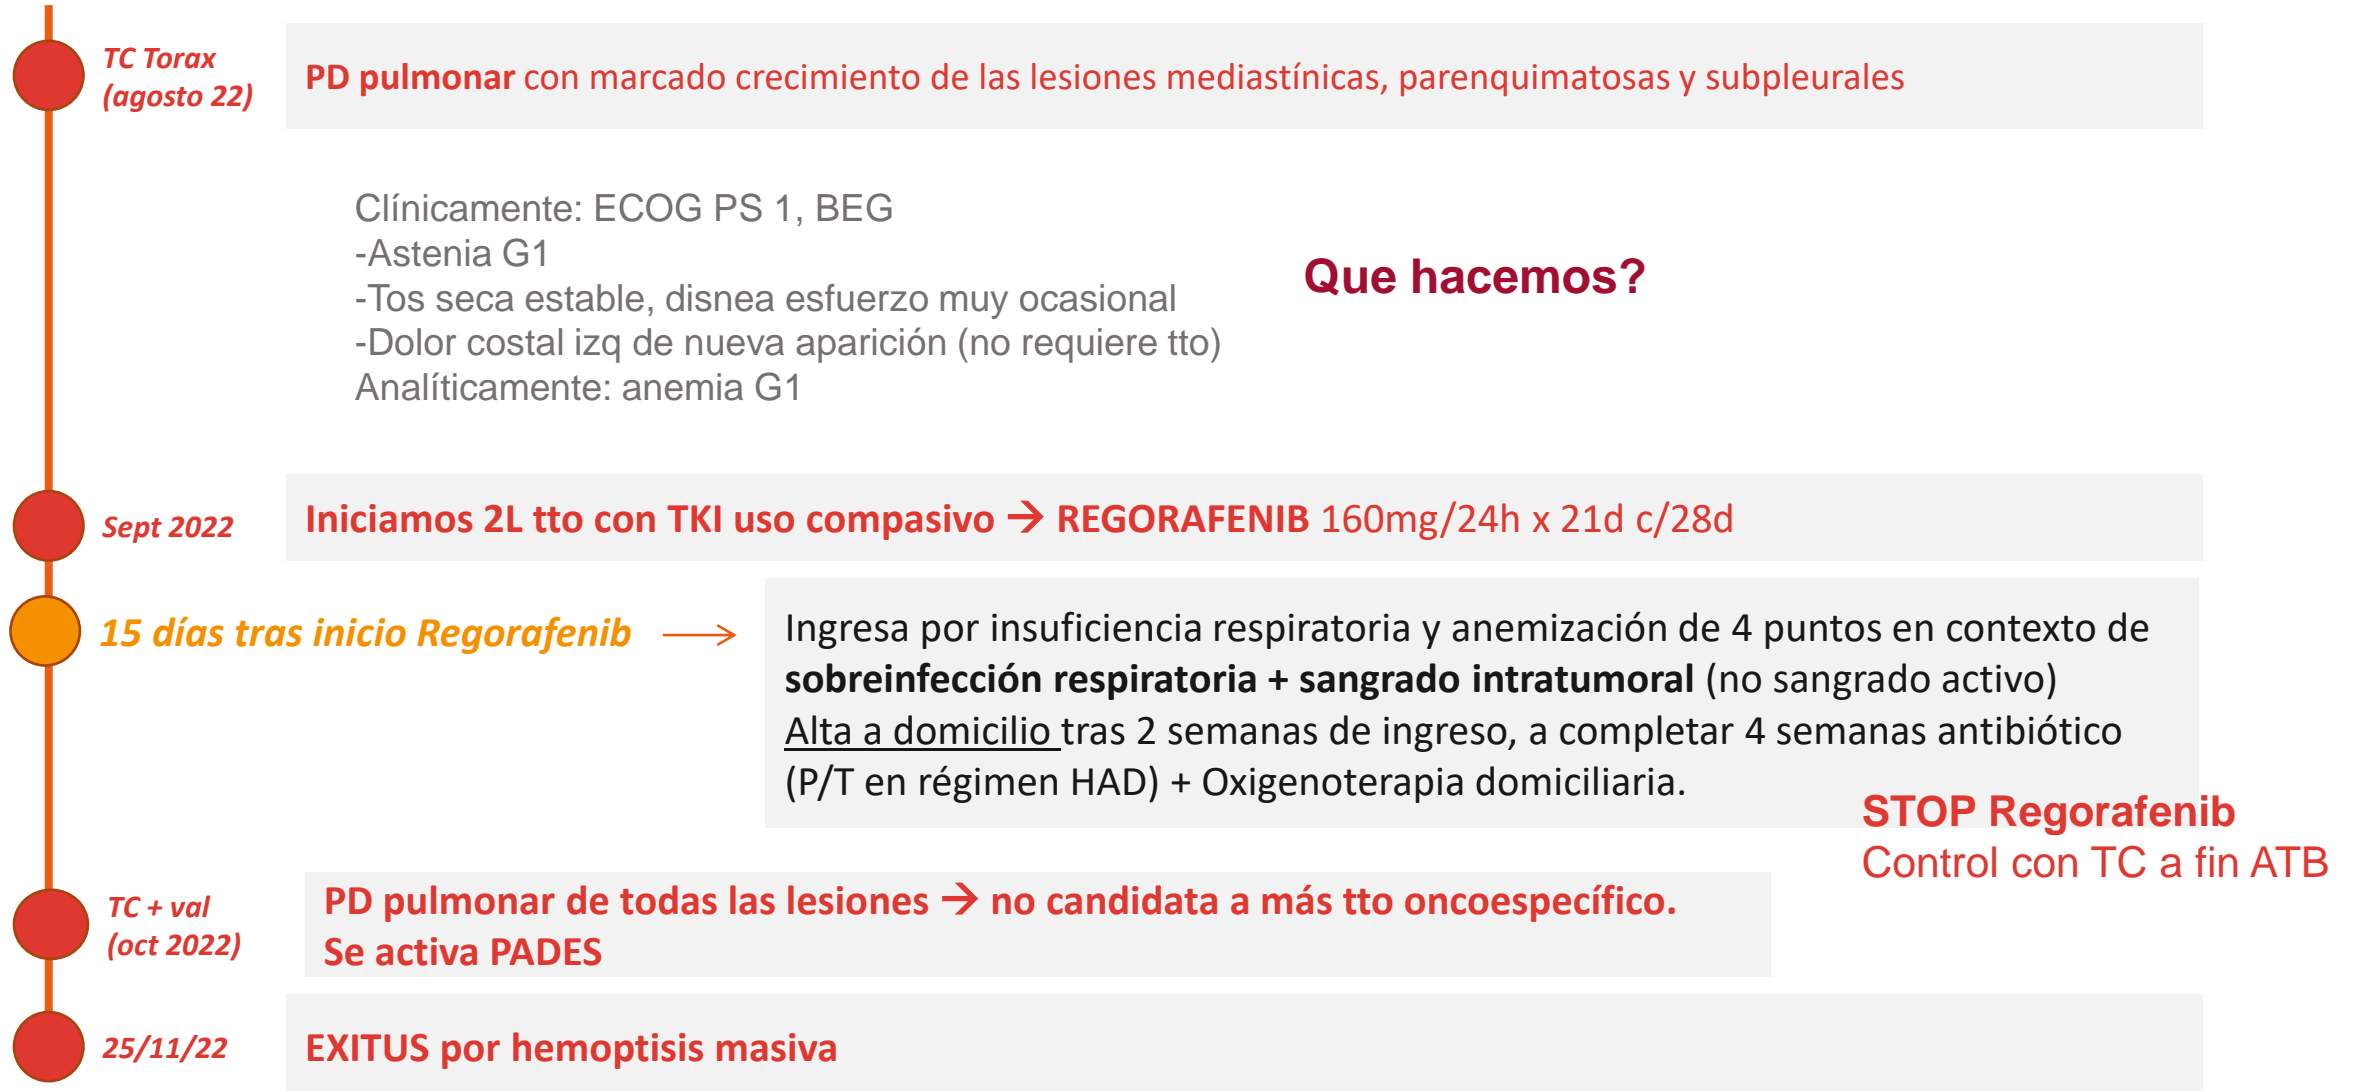 TC Torax
(agosto 22)
PD pulmonar con marcado crecimiento de las lesiones mediastínicas, parenquimatosas y subpleurales
Clínicamente: ECOG PS 1, BEG
-Astenia G1
-Tos seca estable, disnea esfuerzo muy ocasional
-Dolor costal izq de nueva aparición (no requiere tto)
Analíticamente: anemia G1
Que hacemos?
Sept 2022
Iniciamos 2L tto con TKI uso compasivo → REGORAFENIB 160mg/24h x 21d c/28d
15 días tras inicio Regorafenib
Ingresa por insuficiencia respiratoria y anemización de 4 puntos en contexto de
sobreinfección respiratoria + sangrado intratumoral (no sangrado activo)
Alta a domicilio tras 2 semanas de ingreso, a completar 4 semanas antibiótico
(P/T en régimen HAD) + Oxigenoterapia domiciliaria.
STOP Regorafenib
Control con TC a fin ATB
TC + val
(oct 2022)
PD pulmonar de todas las lesiones → no candidata a más tto oncoespecífico.
Se activa PADES
25/11/22
EXITUS por hemoptisis masiva